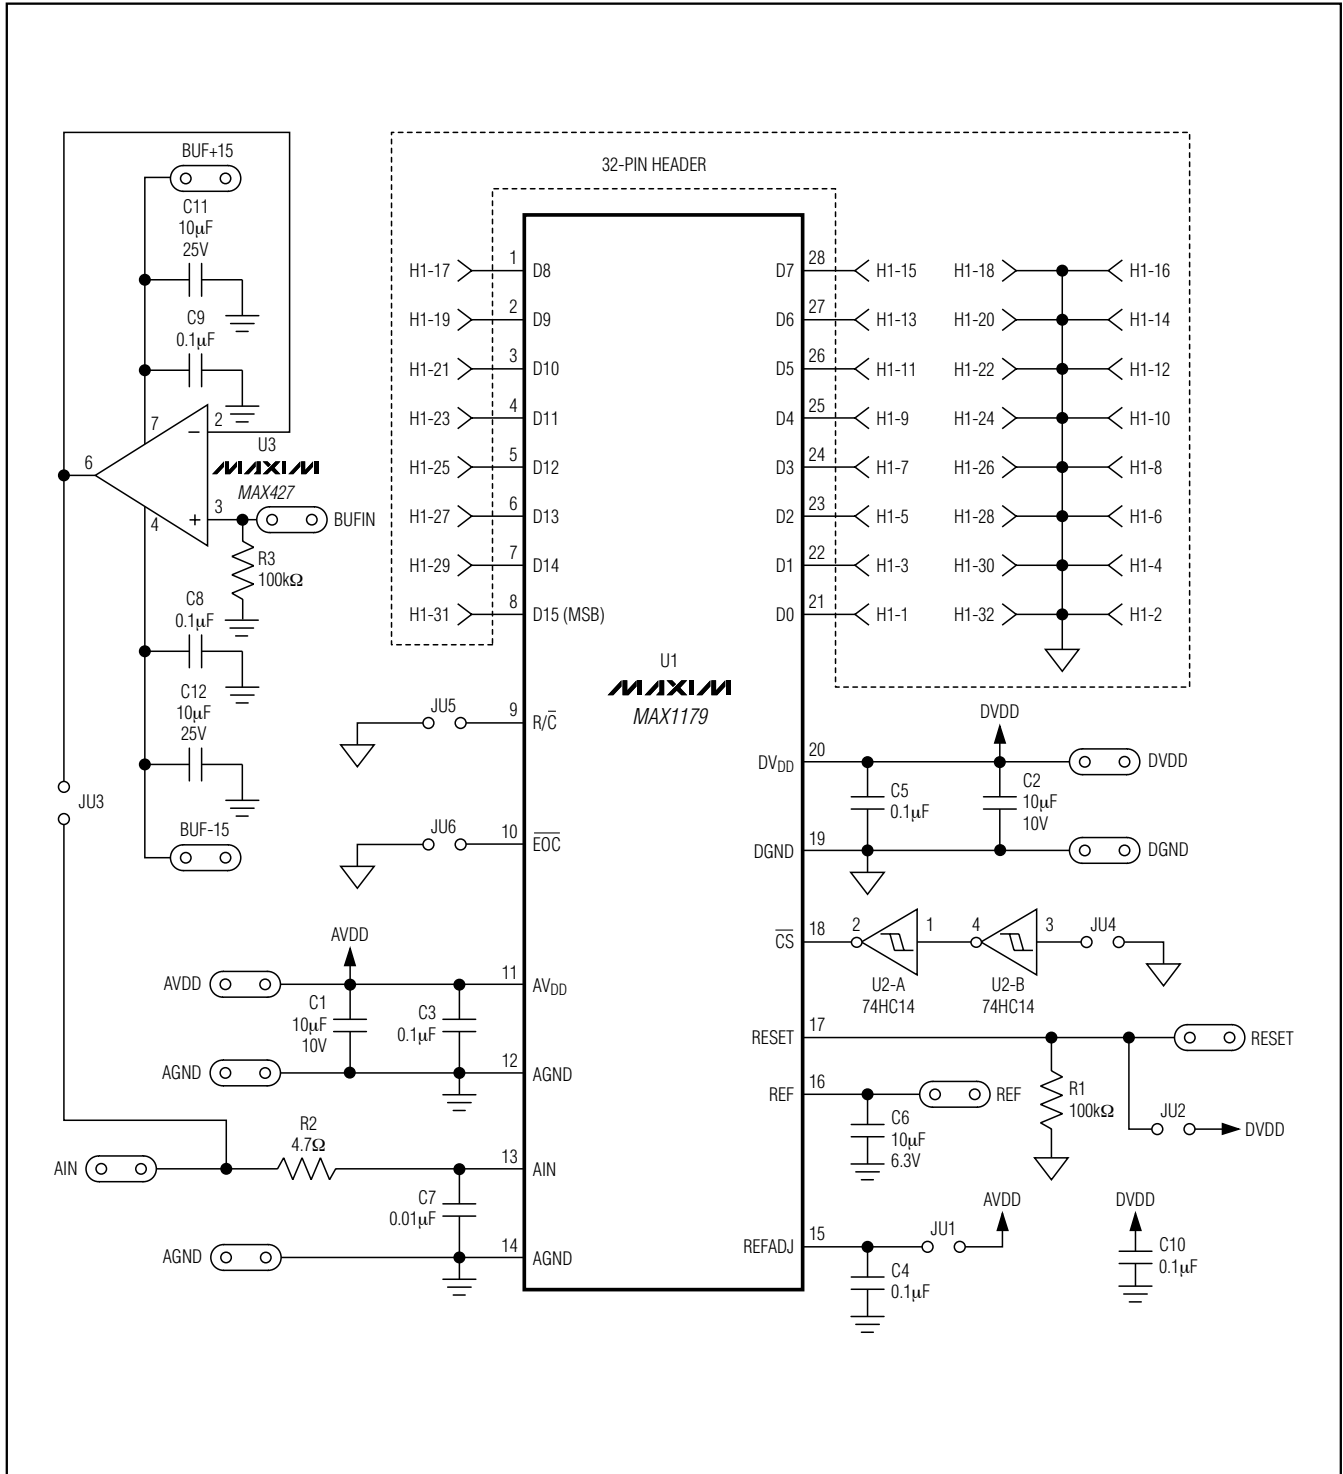 BUF+15
C11
10µF
25V
C9
0.1µF
7
2
6
−
U3
MAXIM
MAX427
4
+
3
BUFIN
R3
100kΩ
C8
0.1µF
C12
10µF
25V
JU3
BUF-15
32-PIN HEADER
H1-17 1 D8
H1-19 2 D9
H1-21 3 D10
H1-23 4 D11
H1-25 5 D12
H1-27 6 D13
H1-29 7 D14
H1-31 8 D15 (MSB)
D7 28 H1-15 H1-18 H1-16
D6 27 H1-13 H1-20 H1-14
D5 26 H1-11 H1-22 H1-12
D4 25 H1-9 H1-24 H1-10
D3 24 H1-7 H1-26 H1-8
D2 23 H1-5 H1-28 H1-6
D1 22 H1-3 H1-30 H1-4
D0 21 H1-1 H1-32 H1-2
U1
MAXIM
MAX1179
JU5 9 R/C̅
JU6 10 E̅O̅C̅
AVDD
AVDD 11 AVDD
C1
10µF
10V
C3
0.1µF
AGND 12 AGND
R2
4.7Ω
AIN 13 AIN
C7
0.01µF
AGND 14 AGND
DVDD
DVDD 20 DVDD
C5
0.1µF
C2
10µF
10V
DGND 19 DGND
C̅S̅ 18 2 1 4 3 JU4
U2-A
74HC14
U2-B
74HC14
RESET 17 RESET
REF 16 REF
C6
10µF
6.3V
R1
100kΩ
JU2
DVDD
REFADJ 15 JU1 AVDD
C4
0.1µF
DVDD
C10
0.1µF